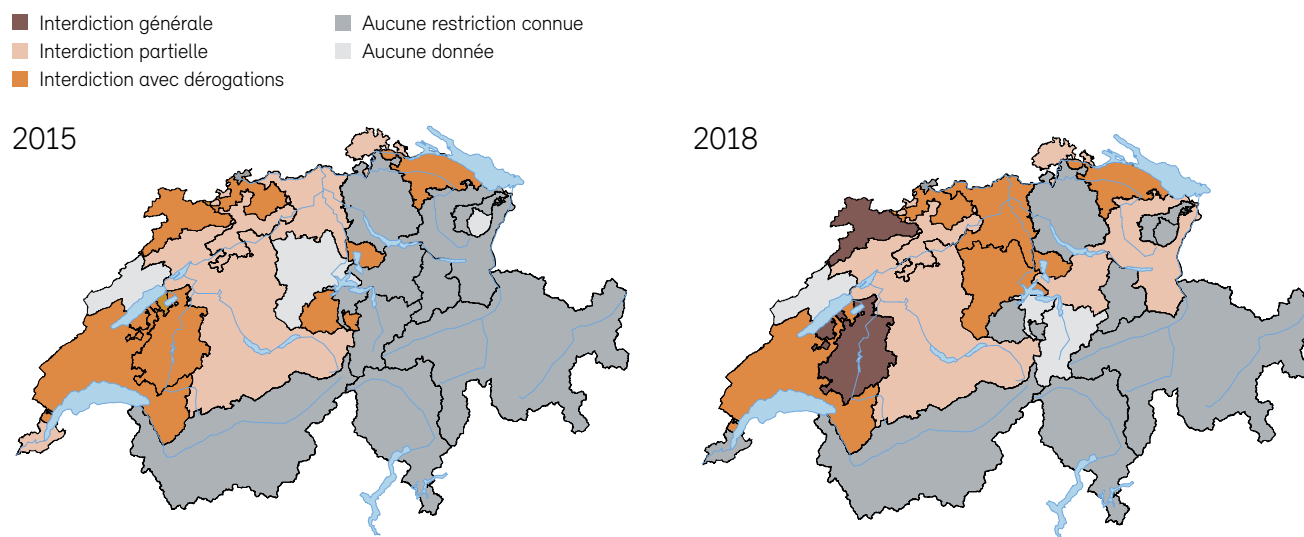 Interdiction générale
Interdiction partielle
Interdiction avec dérogations
Aucune restriction connue
Aucune donnée
2015
2018